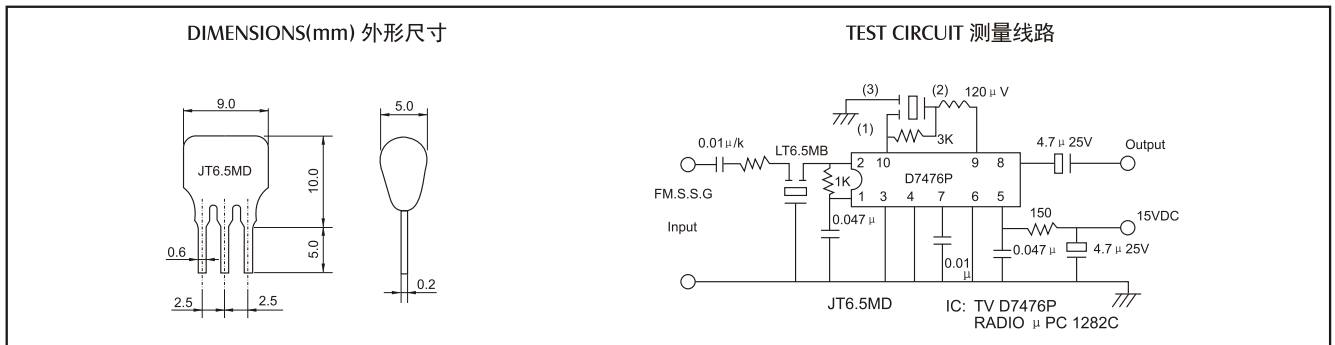 DIMENSIONS(mm) 外形尺寸
9.0
JT6.5MD
10.0
5.0
0.6
2.5
2.5
5.0
0.2
TEST CIRCUIT 测量线路
(3)
(2)
120μV
(1)
3K
0.01μ/k
LT6.5MB
2
10
9
8
4.7μ 25V
Output
1K
D7476P
FM.S.S.G
1
3
4
7
6
5
Input
0.047μ
150
15VDC
0.01
μ
0.047μ
4.7μ 25V
JT6.5MD
IC: TV D7476P
RADIO μ PC 1282C